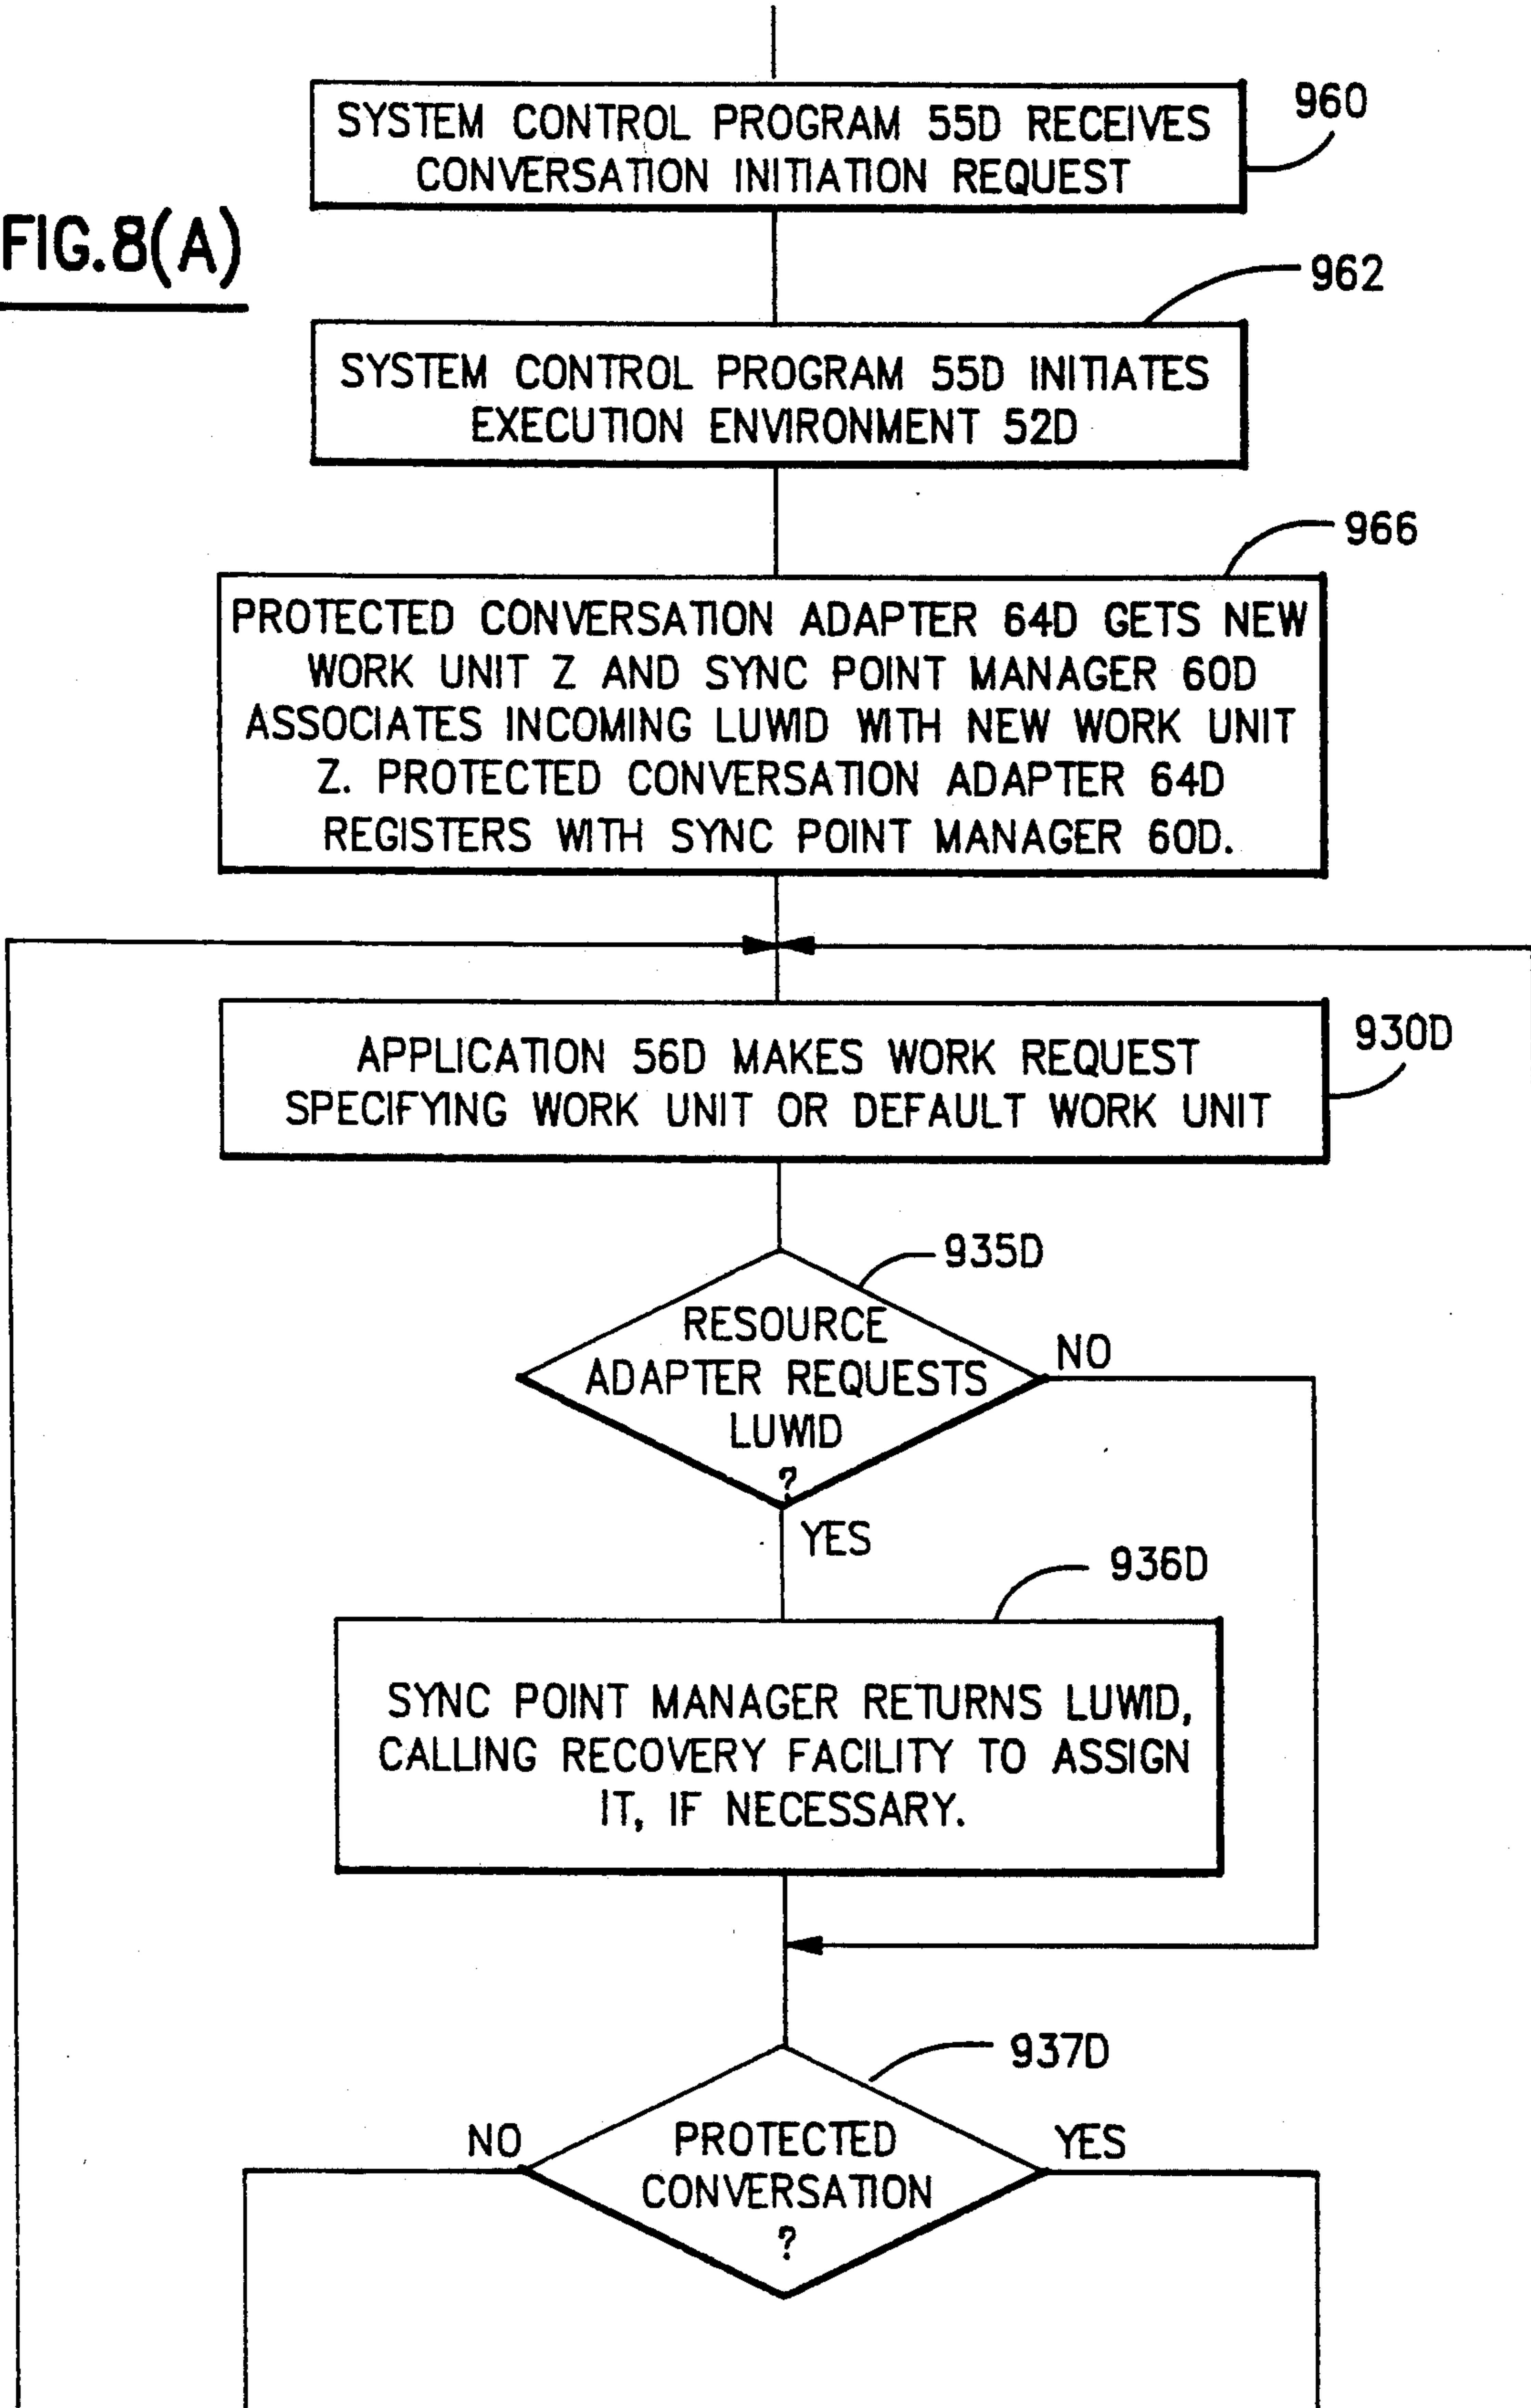 SYSTEM CONTROL PROGRAM 55D RECEIVES
CONVERSATION INITIATION REQUEST
960
FIG.8(A)
962
SYSTEM CONTROL PROGRAM 55D INITIATES
EXECUTION ENVIRONMENT 52D
966
PROTECTED CONVERSATION ADAPTER 64D GETS NEW
WORK UNIT Z AND SYNC POINT MANAGER 60D
ASSOCIATES INCOMING LUWID WITH NEW WORK UNIT
Z. PROTECTED CONVERSATION ADAPTER 64D
REGISTERS WITH SYNC POINT MANAGER 60D.
930D
APPLICATION 56D MAKES WORK REQUEST
SPECIFYING WORK UNIT OR DEFAULT WORK UNIT
935D
RESOURCE
ADAPTER REQUESTS
LUWID
?
NO
YES
936D
SYNC POINT MANAGER RETURNS LUWID,
CALLING RECOVERY FACILITY TO ASSIGN
IT, IF NECESSARY.
937D
NO
PROTECTED
CONVERSATION
?
YES